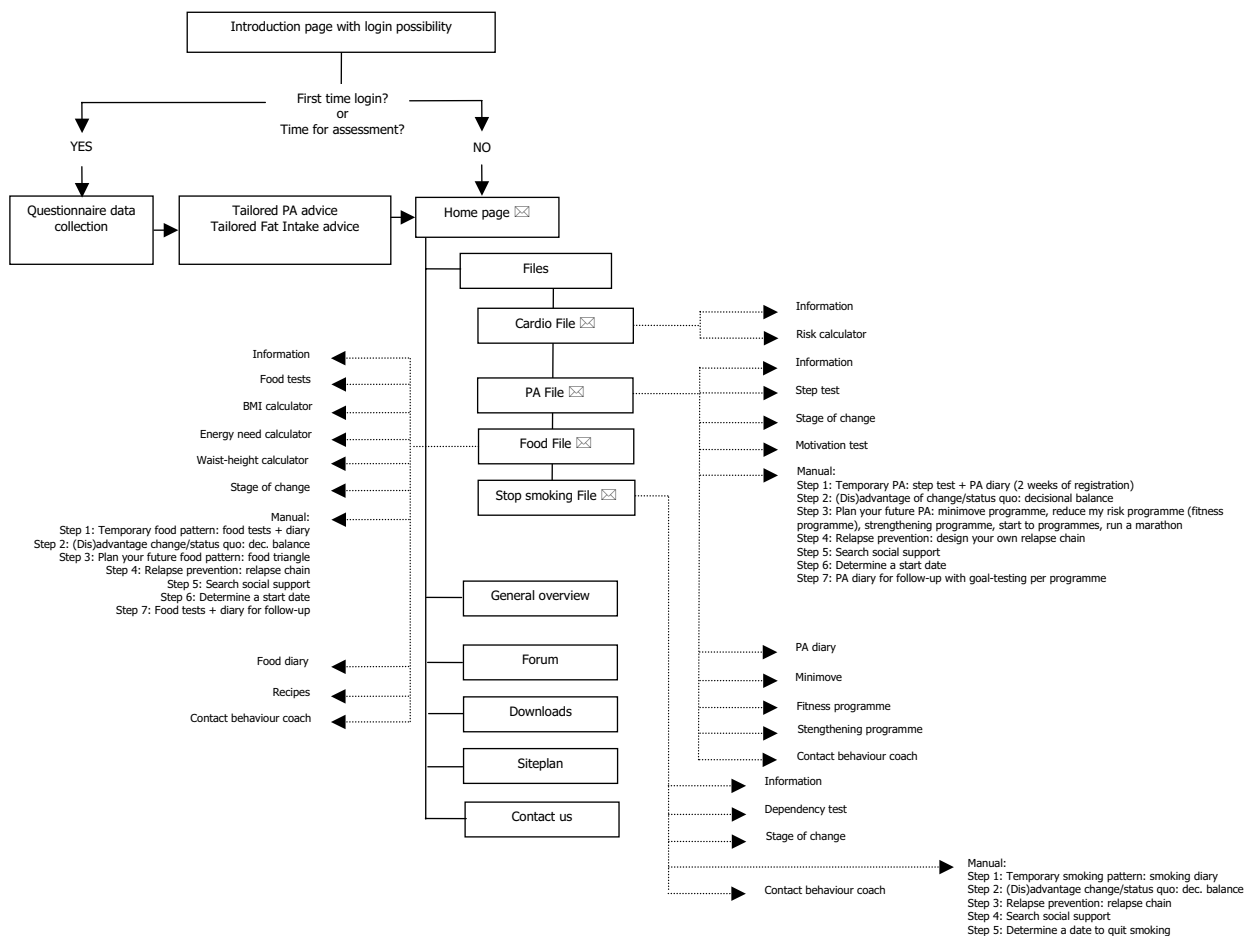 Introduction page with login possibility
First time login?
or
Time for assessment?
YES
NO
Questionnaire data
collection
Tailored PA advice
Tailored Fat Intake advice
Home page ✉
Files
Cardio File ✉
PA File ✉
Food File ✉
Stop smoking File ✉
General overview
Forum
Downloads
Siteplan
Contact us
Information
Food tests
BMI calculator
Energy need calculator
Waist-height calculator
Stage of change
Manual:
Step 1: Temporary food pattern: food tests + diary
Step 2: (Dis)advantage change/status quo: dec. balance
Step 3: Plan your future food pattern: food triangle
Step 4: Relapse prevention: relapse chain
Step 5: Search social support
Step 6: Determine a start date
Step 7: Food tests + diary for follow-up
Food diary
Recipes
Contact behaviour coach
Information
Risk calculator
Information
Step test
Stage of change
Motivation test
Manual:
Step 1: Temporary PA: step test + PA diary (2 weeks of registration)
Step 2: (Dis)advantage of change/status quo: decisional balance
Step 3: Plan your future PA: minimove programme, reduce my risk programme (fitness
programme), strengthening programme, start to programmes, run a marathon
Step 4: Relapse prevention: design your own relapse chain
Step 5: Search social support
Step 6: Determine a start date
Step 7: PA diary for follow-up with goal-testing per programme
PA diary
Minimove
Fitness programme
Stengthening programme
Contact behaviour coach
Information
Dependency test
Stage of change
Contact behaviour coach
Manual:
Step 1: Temporary smoking pattern: smoking diary
Step 2: (Dis)advantage change/status quo: dec. balance
Step 3: Relapse prevention: relapse chain
Step 4: Search social support
Step 5: Determine a date to quit smoking